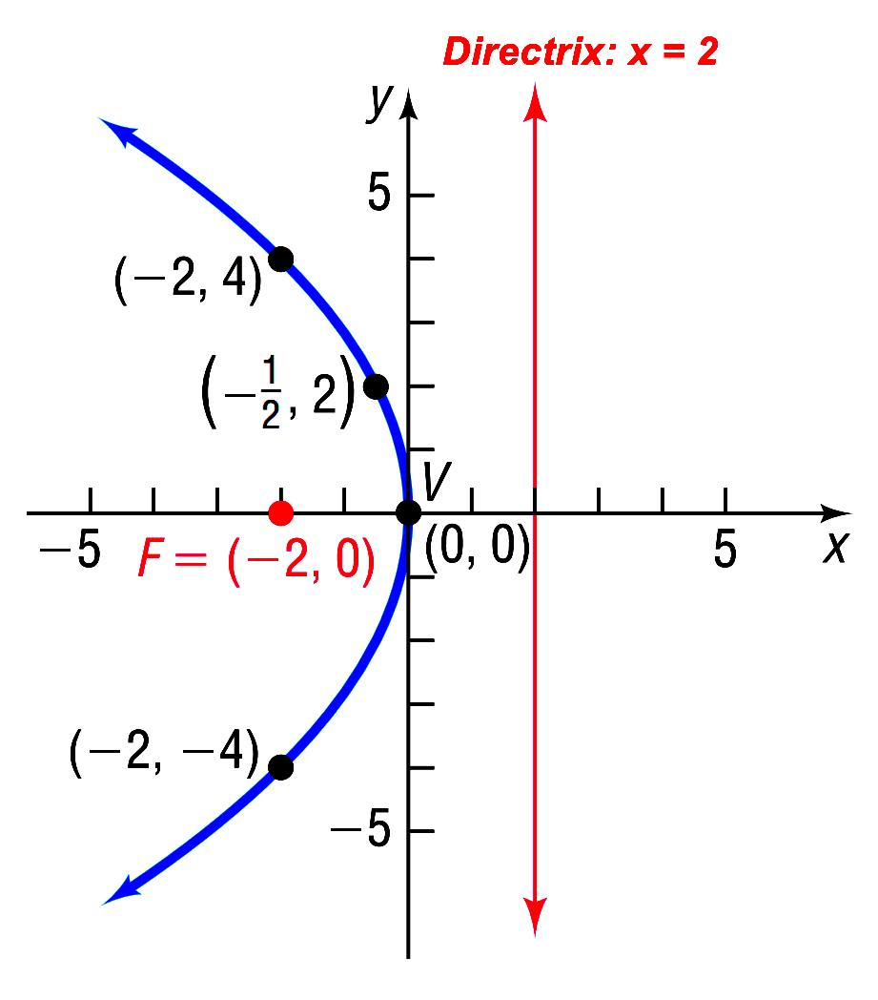 Directrix: x = 2
y
5
(−2, 4)
(−1/2, 2)
V
−5
F = (−2, 0)
(0, 0)
5
x
(−2, −4)
−5